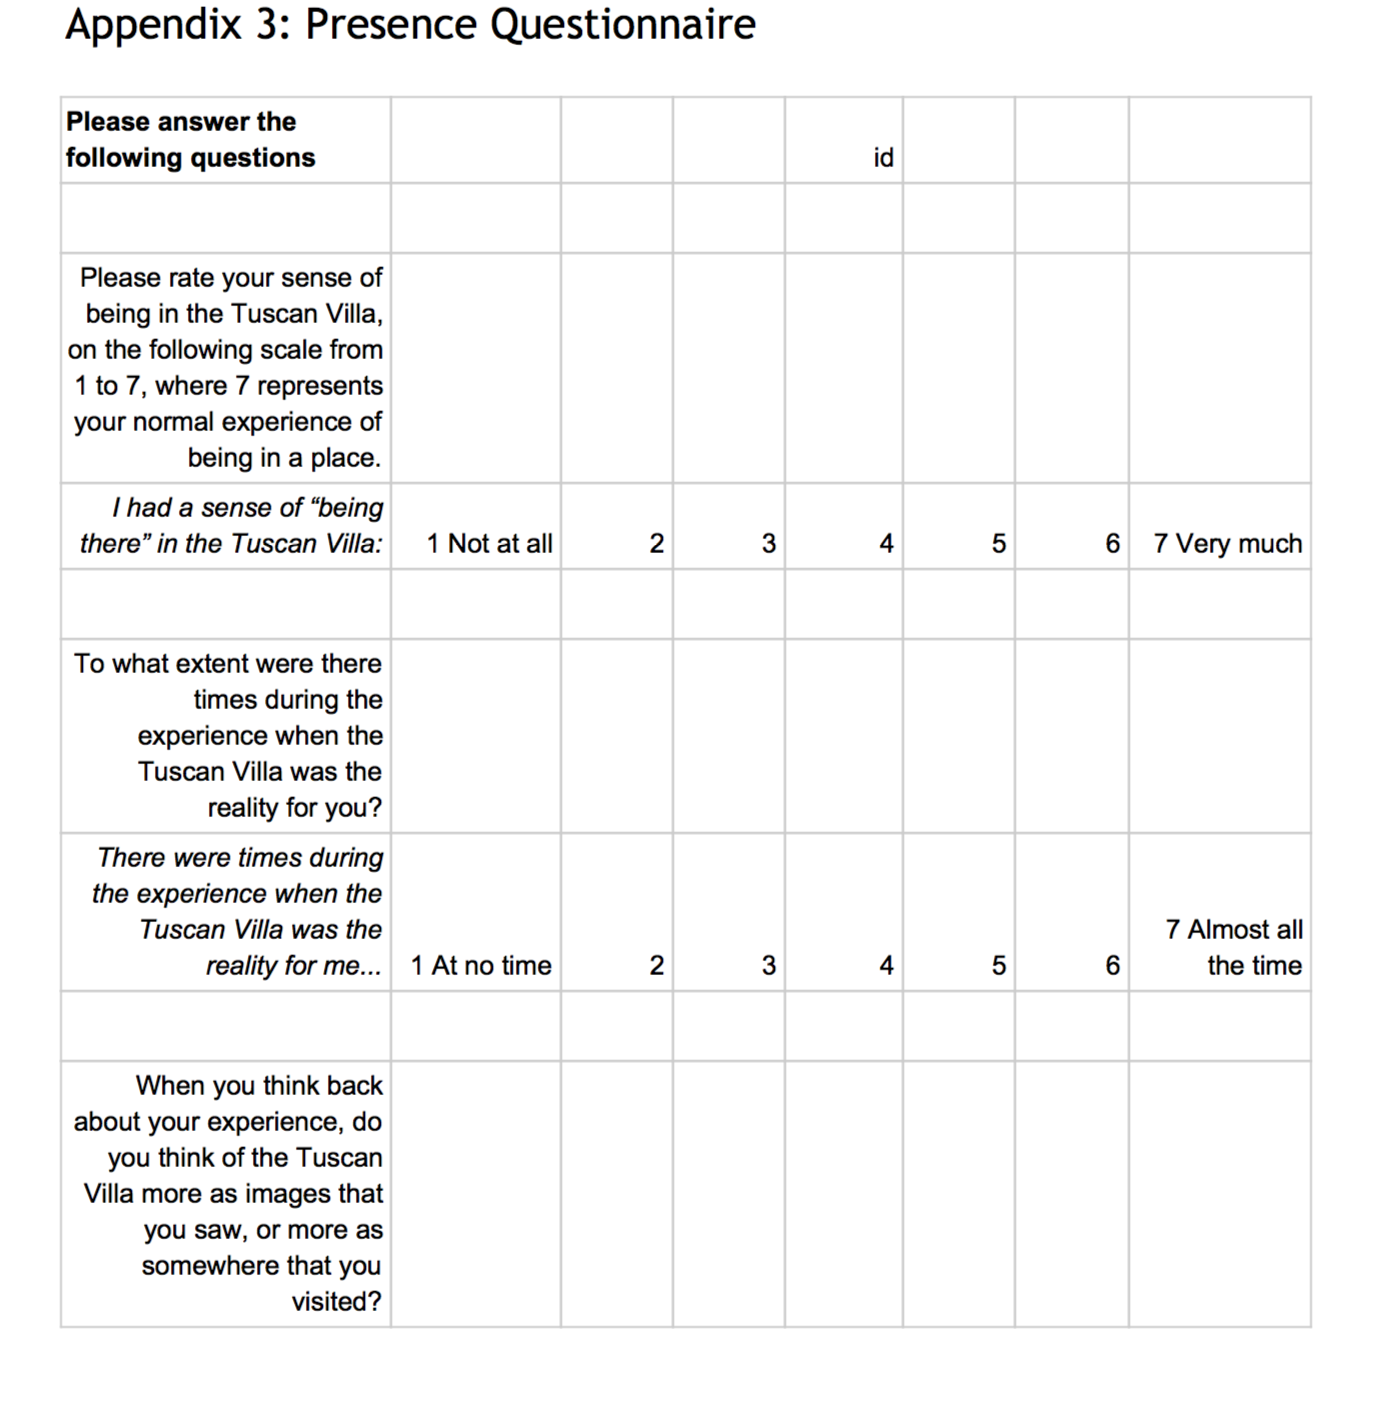 Appendix 3: Presence Questionnaire
Please answer the
following questions
id
Please rate your sense of
being in the Tuscan Villa,
on the following scale from
1 to 7, where 7 represents
your normal experience of
being in a place.
I had a sense of “being
there” in the Tuscan Villa: 1 Not at all 2 3 4 5 6 7 Very much
To what extent were there
times during the
experience when the
Tuscan Villa was the
reality for you?
There were times during
the experience when the
Tuscan Villa was the
reality for me... 1 At no time 2 3 4 5 6 7 Almost all
the time
When you think back
about your experience, do
you think of the Tuscan
Villa more as images that
you saw, or more as
somewhere that you
visited?